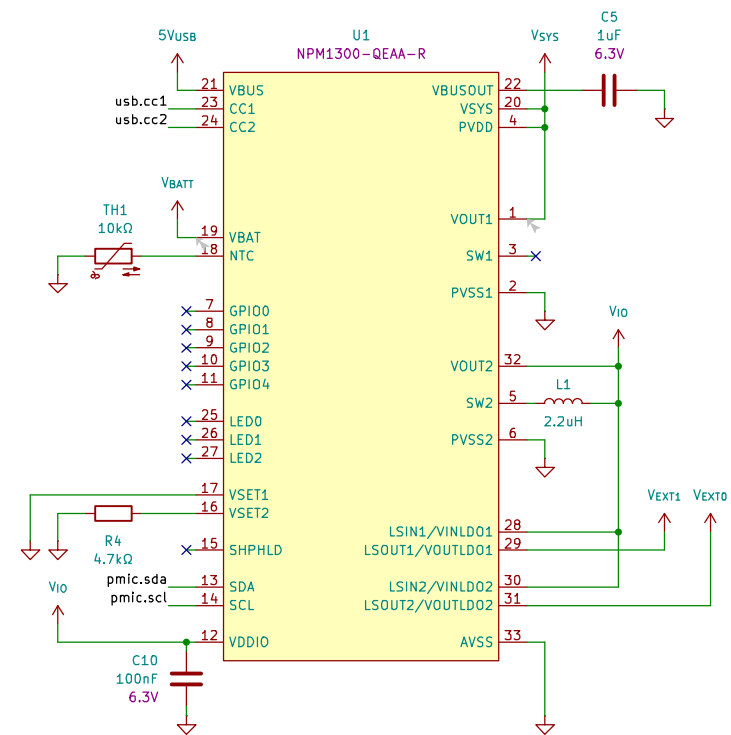 C5
5VUSB
U1
VSYS
1uF
NPM1300-QEAA-R
6.3V
21 VBUS
VBUSOUT 22
usb.cc1
23 CC1
VSYS 20
usb.cc2
24 CC2
PVDD 4
VBATT
TH1
VOUT1 1
10kΩ
19 VBAT
18 NTC
SW1 3
PVSS1 2
7 GPIO0
VIO
8 GPIO1
9 GPIO2
10 GPIO3
VOUT2 32
11 GPIO4
L1
SW2 5
25 LED0
2.2uH
26 LED1
PVSS2 6
27 LED2
17 VSET1
VEXT1
VEXT0
16 VSET2
LSIN1/VINLDO1 28
R4
15 SHPHLD
LSOUT1/VOUTLDO1 29
4.7kΩ
pmic.sda
13 SDA
LSIN2/VINLDO2 30
VIO
pmic.scl
14 SCL
LSOUT2/VOUTLDO2 31
12 VDDIO
AVSS 33
C10
100nF
6.3V